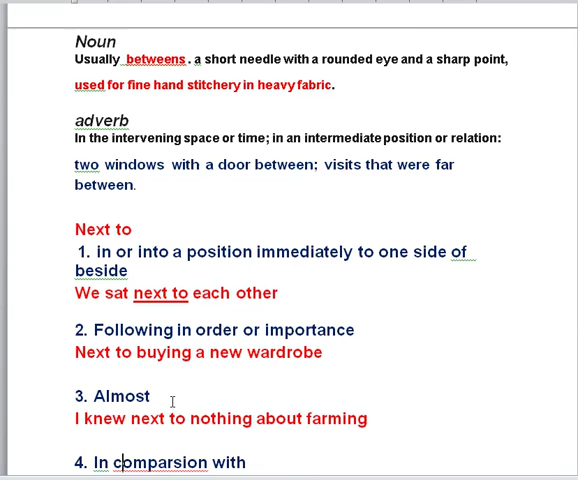 Noun
Usually betweens . a short needle with a rounded eye and a sharp point,
used for fine hand stitchery in heavy fabric.
adverb
In the intervening space or time; in an intermediate position or relation:
two windows with a door between; visits that were far
between.
Next to
1. in or into a position immediately to one side of
beside
We sat next to each other
2. Following in order or importance
Next to buying a new wardrobe
3. Almost
I knew next to nothing about farming
4. In comparsion with